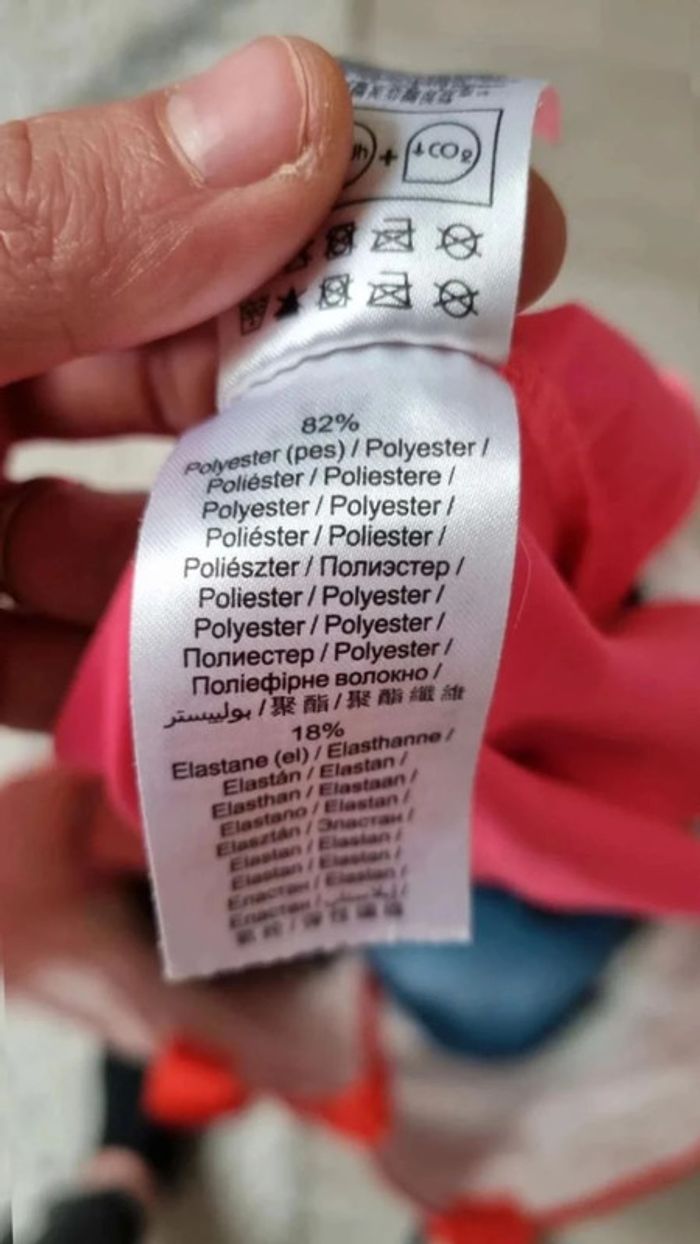 + CO2
82%
Polyester (pes) / Polyester /
Poliéster / Poliestere /
Polyester / Polyester /
Poliéster / Poliester /
Poliészter / Полиэстер /
Poliester / Polyester /
Polyester / Polyester /
Полиестер / Polyester /
Поліефірне волокно /
بوليستر / 聚酯 / 聚酯纖維
18%
Elastane (el) / Elasthanne /
Elastán / Elastan /
Elasthan / Elastaan /
Elastano / Elastan /
Elasztán / Эластан /
Elastan / Elastan /
Elastan / Elastan /
Еластан / Elastan /
Еластан /